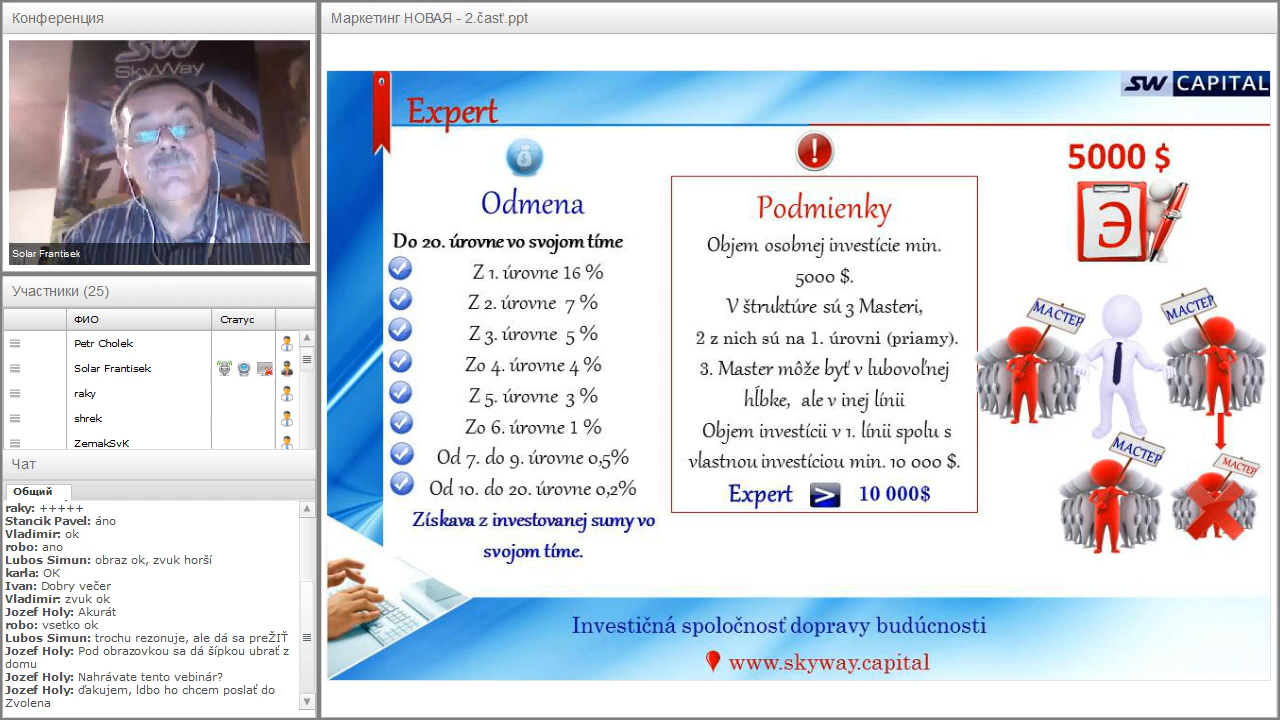 Конференция
SW
SkyWay
Solar Frantisek
Участники (25)
ФИО
Статус
Petr Cholek
Solar Frantisek
raky
shrek
ZemakSvK
Чат
Общий
raky: +++++
Stancik Pavel: áno
Vladimir: ok
robo: ano
Lubos Simun: obraz ok, zvuk horší
karla: OK
Ivan: Dobry večer
Vladimir: zvuk ok
Jozef Holy: Akurát
robo: vsetko ok
Lubos Simun: trochu rezonuje, ale dá sa preŽIŤ
Jozef Holy: Pod obrazovkou sa dá šípkou ubrať z
domu
Jozef Holy: Nahrávate tento vebinár?
Jozef Holy: ďakujem, ldbo ho chcem poslať do
Zvolena
Маркетинг НОВАЯ - 2.časť.ppt
SW CAPITAL
Expert
Odmena
Do 20. úrovne vo svojom tíme
Z 1. úrovne 16 %
Z 2. úrovne 7 %
Z 3. úrovne 5 %
Zo 4. úrovne 4 %
Z 5. úrovne 3 %
Zo 6. úrovne 1 %
Od 7. do 9. úrovne 0,5%
Od 10. do 20. úrovne 0,2%
Získava z investovanej sumy vo
svojom tíme.
!
Podmienky
Objem osobnej investície min.
5000 $.
V štruktúre sú 3 Masteri,
2 z nich sú na 1. úrovni (priamy).
3. Master môže byť v lubovoľnej
hĺbke, ale v inej línii
Objem investícii v 1. línii spolu s
vlastnou investíciou min. 10 000 $.
Expert > 10 000$
5000 $
Э
МАСТЕР
МАСТЕР
МАСТЕР
МАСТЕР
Investičná spoločnosť dopravy budúcnosti
www.skyway.capital